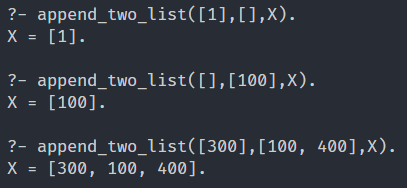 ?- append_two_list([1],[],X).
X = [1].
?- append_two_list([],[100],X).
X = [100].
?- append_two_list([300],[100, 400],X).
X = [300, 100, 400].